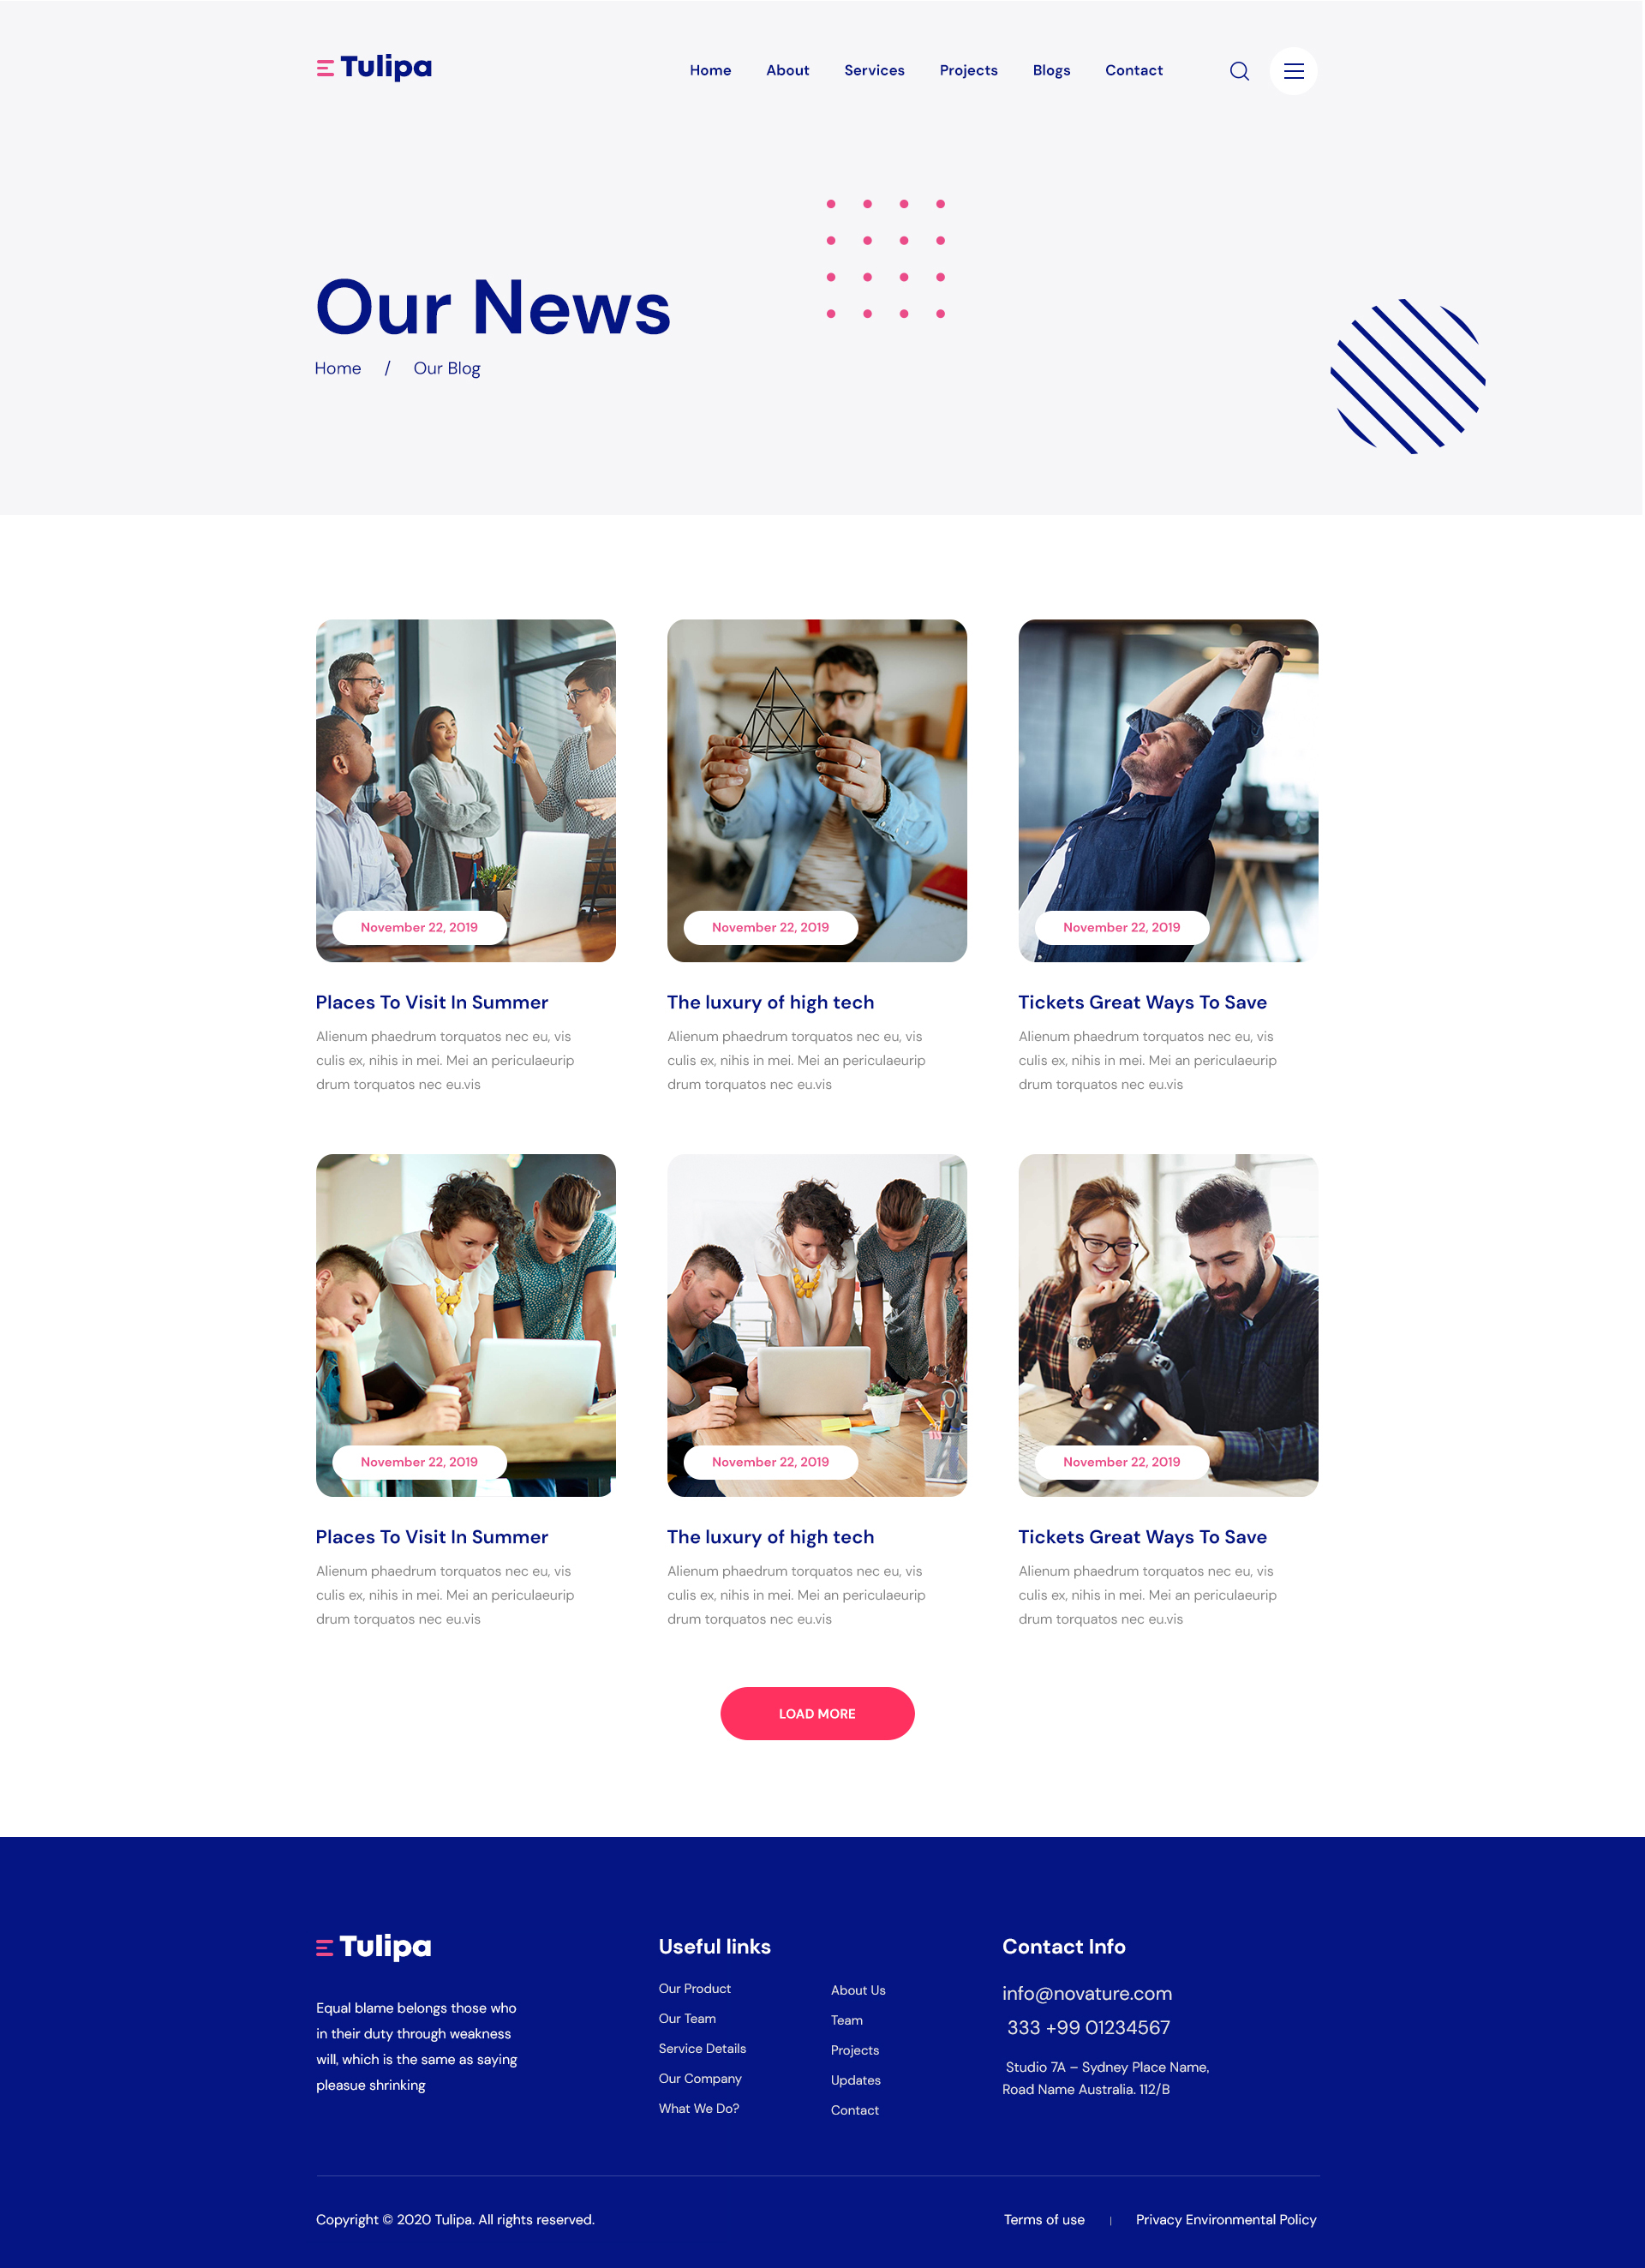 Tulipa
Home About Services Projects Blogs Contact
Our News
Home / Our Blog
November 22, 2019
November 22, 2019
November 22, 2019
Places To Visit In Summer
Alienum phaedrum torquatos nec eu, vis
culis ex, nihis in mei. Mei an periculaeurip
drum torquatos nec eu.vis
The luxury of high tech
Alienum phaedrum torquatos nec eu, vis
culis ex, nihis in mei. Mei an periculaeurip
drum torquatos nec eu.vis
Tickets Great Ways To Save
Alienum phaedrum torquatos nec eu, vis
culis ex, nihis in mei. Mei an periculaeurip
drum torquatos nec eu.vis
November 22, 2019
November 22, 2019
November 22, 2019
Places To Visit In Summer
Alienum phaedrum torquatos nec eu, vis
culis ex, nihis in mei. Mei an periculaeurip
drum torquatos nec eu.vis
The luxury of high tech
Alienum phaedrum torquatos nec eu, vis
culis ex, nihis in mei. Mei an periculaeurip
drum torquatos nec eu.vis
Tickets Great Ways To Save
Alienum phaedrum torquatos nec eu, vis
culis ex, nihis in mei. Mei an periculaeurip
drum torquatos nec eu.vis
LOAD MORE
Tulipa
Equal blame belongs those who
in their duty through weakness
will, which is the same as saying
pleasue shrinking
Useful links
Our Product
Our Team
Service Details
Our Company
What We Do?
About Us
Team
Projects
Updates
Contact
Contact Info
info@novature.com
333 +99 01234567
Studio 7A – Sydney Place Name,
Road Name Australia. 112/B
Copyright © 2020 Tulipa. All rights reserved.
Terms of use | Privacy Environmental Policy